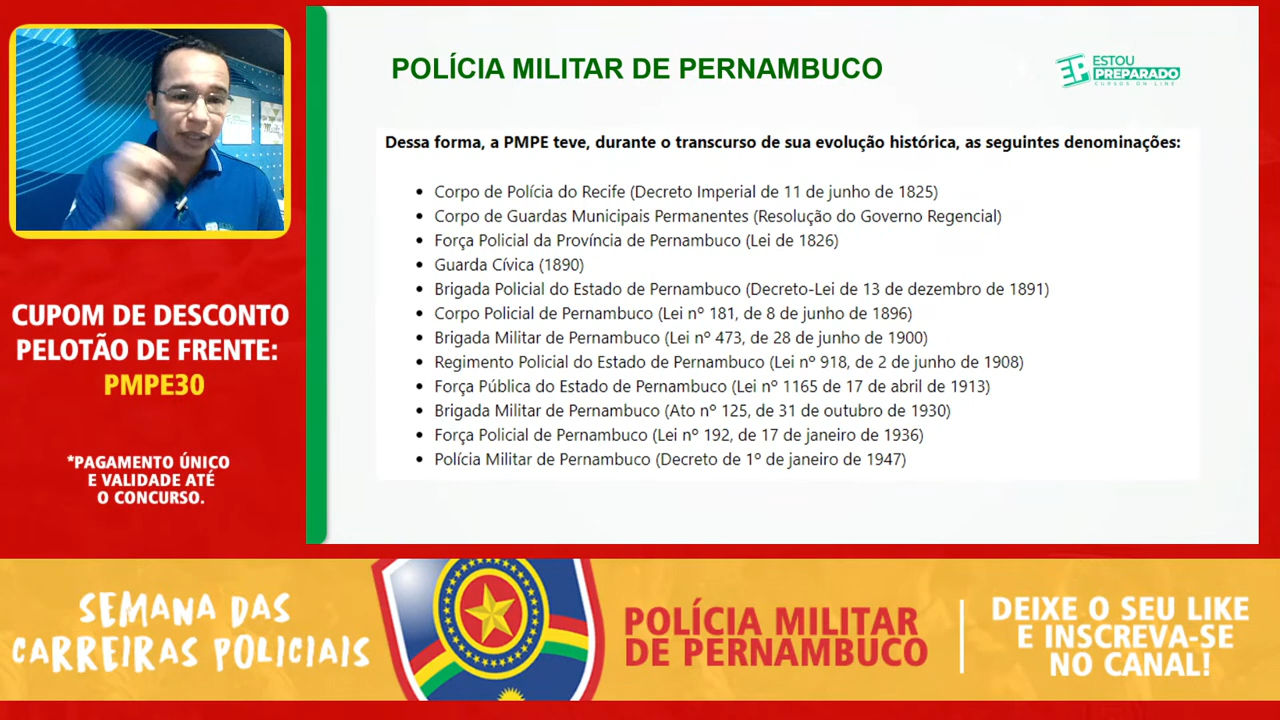 POLÍCIA MILITAR DE PERNAMBUCO
EP ESTOU
PREPARADO
CURSOS ON LINE
Dessa forma, a PMPE teve, durante o transcurso de sua evolução histórica, as seguintes denominações:
• Corpo de Polícia do Recife (Decreto Imperial de 11 de junho de 1825)
• Corpo de Guardas Municipais Permanentes (Resolução do Governo Regencial)
• Força Policial da Província de Pernambuco (Lei de 1826)
• Guarda Cívica (1890)
• Brigada Policial do Estado de Pernambuco (Decreto-Lei de 13 de dezembro de 1891)
• Corpo Policial de Pernambuco (Lei nº 181, de 8 de junho de 1896)
• Brigada Militar de Pernambuco (Lei nº 473, de 28 de junho de 1900)
• Regimento Policial do Estado de Pernambuco (Lei nº 918, de 2 de junho de 1908)
• Força Pública do Estado de Pernambuco (Lei nº 1165 de 17 de abril de 1913)
• Brigada Militar de Pernambuco (Ato nº 125, de 31 de outubro de 1930)
• Força Policial de Pernambuco (Lei nº 192, de 17 de janeiro de 1936)
• Polícia Militar de Pernambuco (Decreto de 1º de janeiro de 1947)
CUPOM DE DESCONTO
PELOTÃO DE FRENTE:
PMPE30
*PAGAMENTO ÚNICO
E VALIDADE ATÉ
O CONCURSO.
SEMANA DAS
CARREIRAS POLICIAIS
POLÍCIA MILITAR
DE PERNAMBUCO
DEIXE O SEU LIKE
E INSCREVA-SE
NO CANAL!